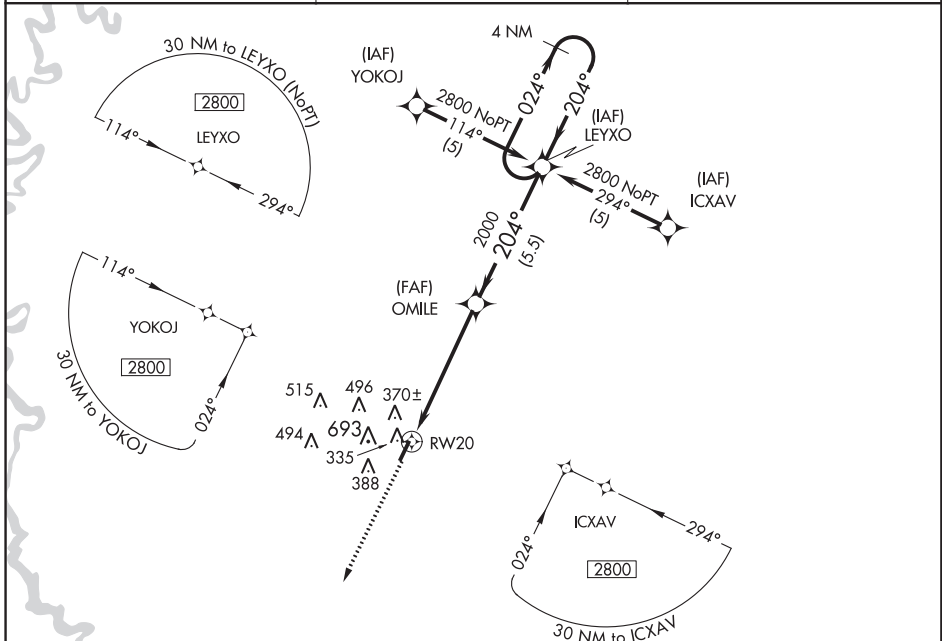 30 NM to LEYXO (NoPT)
2800
LEYXO
114°
294°
4 NM
024°
204°
(IAF)
YOKOJ
2800 NoPT
114°
(5)
(IAF)
LEYXO
2800 NoPT
294°
(5)
(IAF)
ICXAV
2000
204°
(5.5)
(FAF)
OMILE
114°
YOKOJ
2800
024°
30 NM to YOKOJ
515
496
370±
494
693
335
388
RW20
ICXAV
024°
294°
2800
30 NM to ICXAV